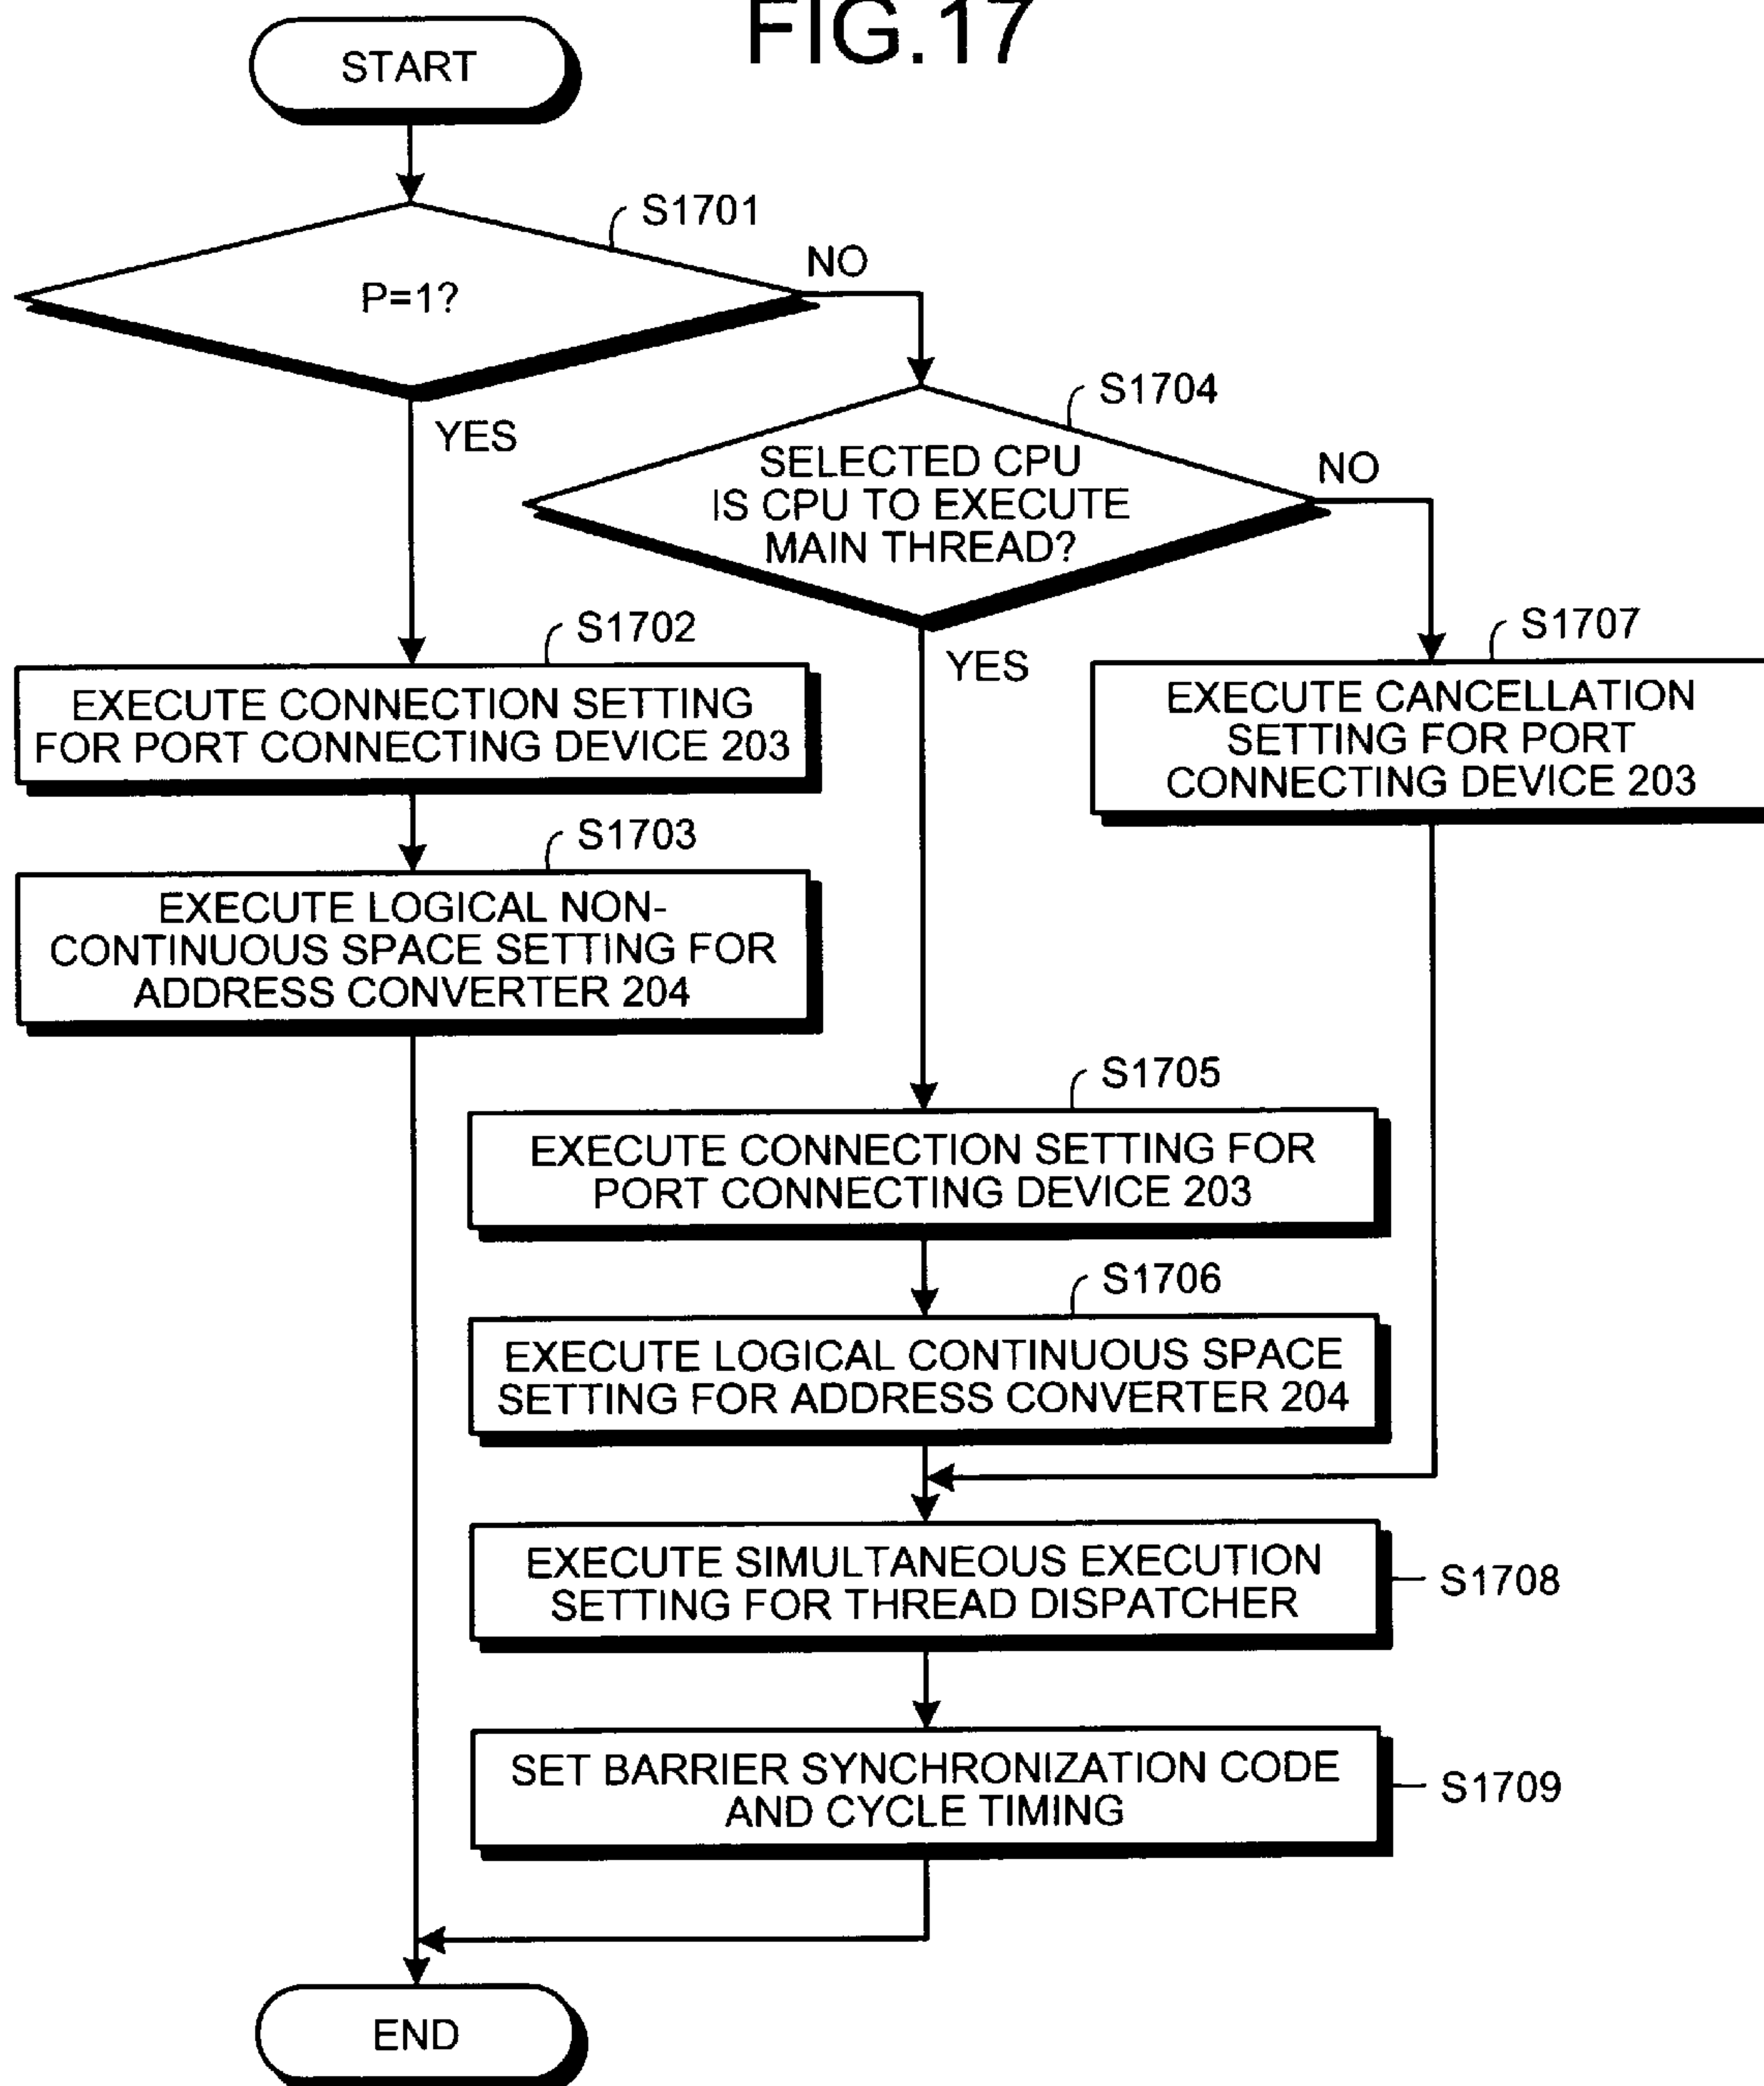 FIG.17
START
S1701
P=1?
NO
YES
S1704
SELECTED CPU
IS CPU TO EXECUTE
MAIN THREAD?
NO
YES
S1702
EXECUTE CONNECTION SETTING
FOR PORT CONNECTING DEVICE 203
S1707
EXECUTE CANCELLATION
SETTING FOR PORT
CONNECTING DEVICE 203
S1703
EXECUTE LOGICAL NON-
CONTINUOUS SPACE SETTING FOR
ADDRESS CONVERTER 204
S1705
EXECUTE CONNECTION SETTING FOR
PORT CONNECTING DEVICE 203
S1706
EXECUTE LOGICAL CONTINUOUS SPACE
SETTING FOR ADDRESS CONVERTER 204
EXECUTE SIMULTANEOUS EXECUTION
SETTING FOR THREAD DISPATCHER
S1708
SET BARRIER SYNCHRONIZATION CODE
AND CYCLE TIMING
S1709
END